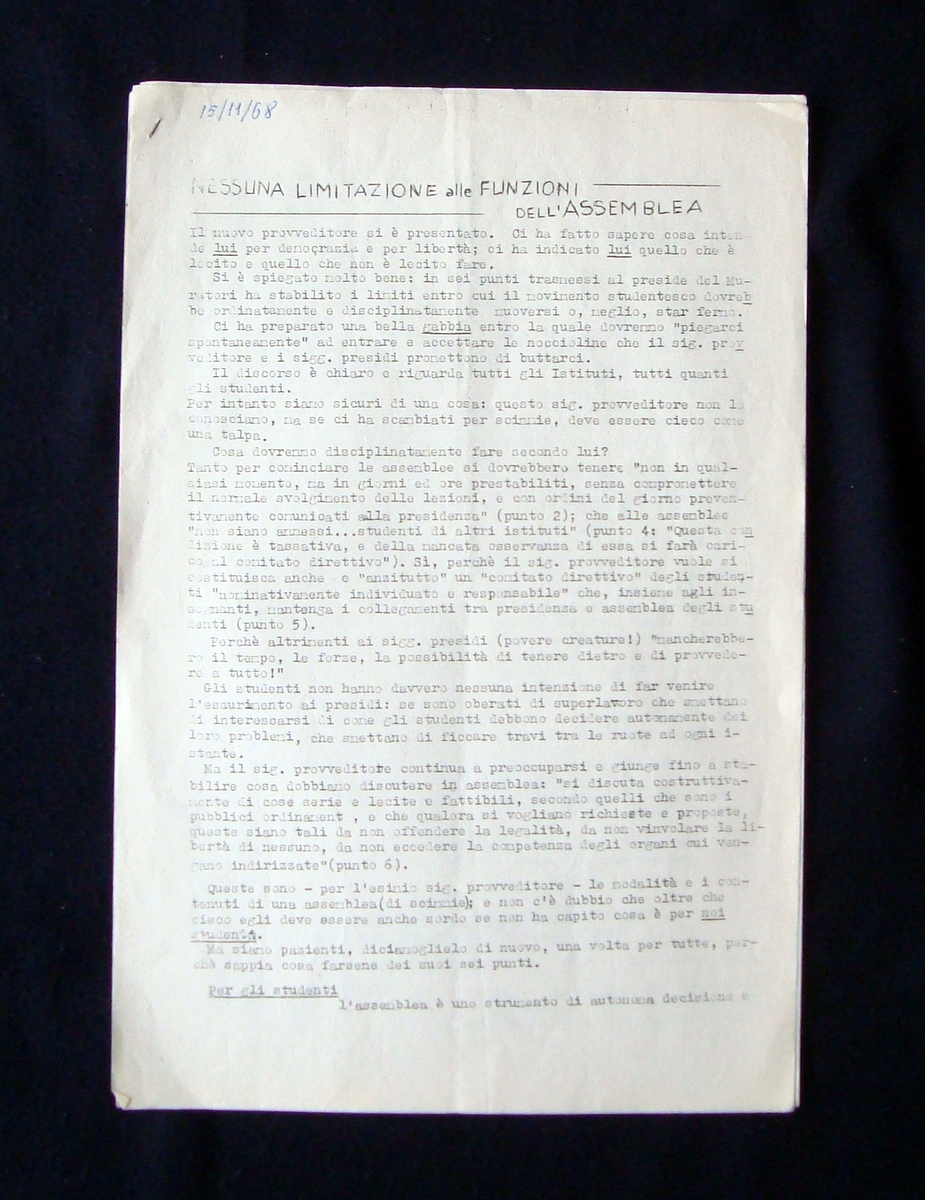 15/11/68
NESSUNA LIMITAZIONE alle FUNZIONI
DELL'ASSEMBLEA
Il nuovo provveditore si è presentato. Ci ha fatto sapere cosa inten-
de lui per democrazia e per libertà; ci ha indicato lui quello che è
lecito e quello che non è lecito fare.
Si è spiegato molto bene: in sei punti trasmessi al preside del Mu-
ratori ha stabilito i limiti entro cui il movimento studentesco dovreb
be ordinatamente e disciplinatamente muoversi o, meglio, star fermo.
Ci ha preparato una bella gabbia entro la quale dovremmo "piegarci
spontaneamente" ad entrare e accettare le noccioline che il sig. prov
veditore e i sigg. presidi promettono di buttarci.
Il discorso è chiaro e riguarda tutti gli Istituti, tutti quanti
gli studenti.
Per intanto siamo sicuri di una cosa: questo sig. provveditore non lo
conosciamo, ma se ci ha scambiati per scimmie, deve essere cieco come
una talpa.
Cosa dovremmo disciplinatamente fare secondo lui?
Tanto per cominciare le assemblee si dovrebbero tenere "non in qual-
siasi momento, ma in giorni ed ore prestabiliti, senza compromettere
il normale svolgimento delle lezioni, e con ordini del giorno preven-
tivamente comunicati alla presidenza" (punto 2); che alle assemblee
"non siano ammessi...studenti di altri istituti" (punto 4: "Questa con
dizione è tassativa, e della mancata osservanza di essa si farà cari-
co al comitato direttivo"). Sì, perchè il sig. provveditore vuole si
costituisca anche e "anzitutto" un "comitato direttivo" degli studen-
ti "nominativamente individuato e responsabile" che, insieme agli in-
segnanti, mantenga i collegamenti tra presidenza e assemblea degli stu
denti (punto 5).
Perchè altrimenti ai sigg. presidi (povere creature!) "mancherebbe-
ro il tempo, le forze, la possibilità di tenere dietro e di provvede-
re a tutto!"
Gli studenti non hanno davvero nessuna intenzione di far venire
l'esaurimento ai presidi: se sono oberati di superlavoro che smettano
di interessarsi di come gli studenti debbono decidere autonomamente dei
loro problemi, che smettano di ficcare travi tra le ruote ad ogni i-
stante.
Ma il sig. provveditore continua a preoccuparsi e giunge fino a sta-
bilire cosa dobbiamo discutere in assemblea: "si discuta costruttiva-
mente di cose serie e lecite e fattibili, secondo quelli che sono i
pubblici ordinament , e che qualora si vogliano richieste e proposte,
queste siano tali da non offendere la legalità, da non vinvolare la li-
bertà di nessuno, da non eccedere la competenza degli organi cui ven-
gano indirizzate"(punto 6).
Queste sono - per l'esimio sig. provveditore - le modalità e i con-
tenuti di una assemblea(di scimmie); e non c'è dubbio che oltre che
cieco egli deve essere anche sordo se non ha capito cosa è per noi
studenti.
Ma siamo pazienti, diciamoglielo di nuovo, una volta per tutte, per-
chè sappia cosa farsene dei suoi sei punti.
Per gli studenti
l'assemblea è uno strumento di autonoma decisione e